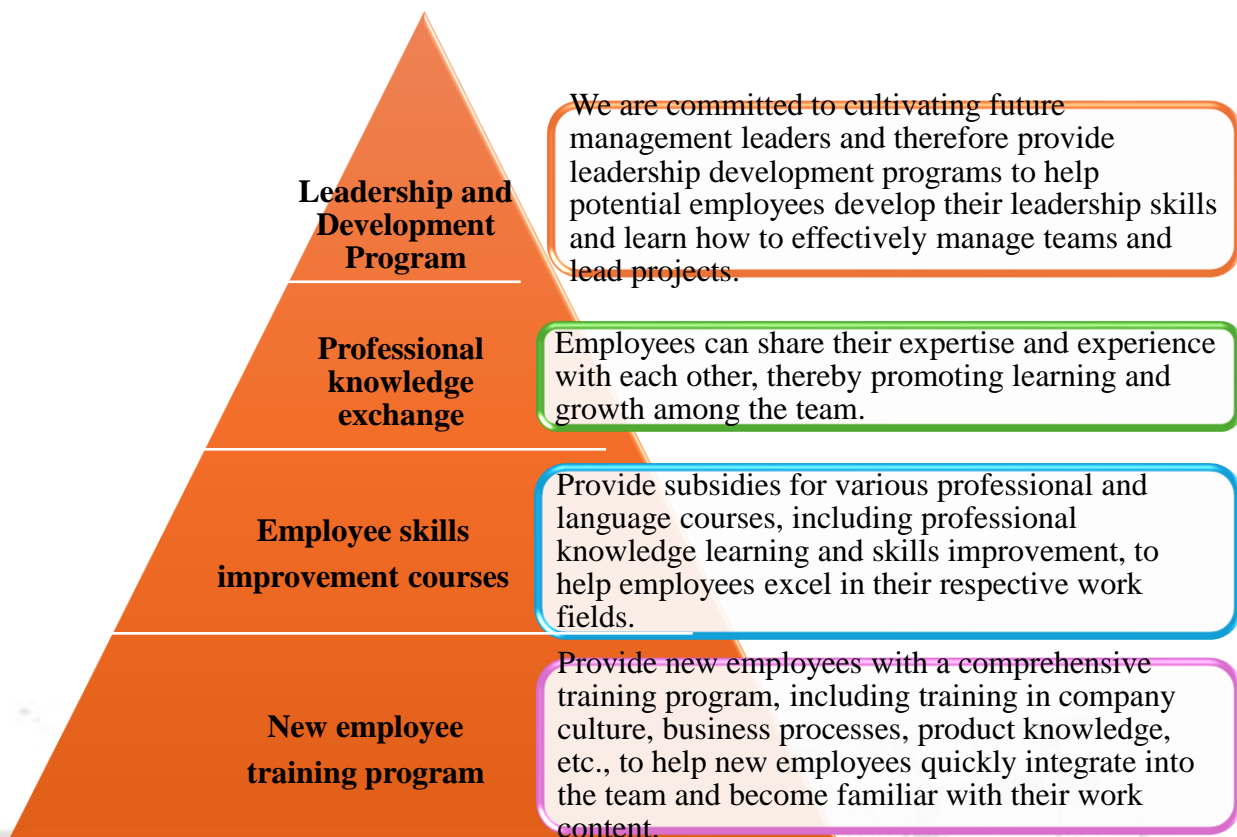 Leadership and
Development
Program
We are committed to cultivating future
management leaders and therefore provide
leadership development programs to help
potential employees develop their leadership skills
and learn how to effectively manage teams and
lead projects.
Professional
knowledge
exchange
Employees can share their expertise and experience
with each other, thereby promoting learning and
growth among the team.
Employee skills
improvement courses
Provide subsidies for various professional and
language courses, including professional
knowledge learning and skills improvement, to
help employees excel in their respective work
fields.
New employee
training program
Provide new employees with a comprehensive
training program, including training in company
culture, business processes, product knowledge,
etc., to help new employees quickly integrate into
the team and become familiar with their work
content.